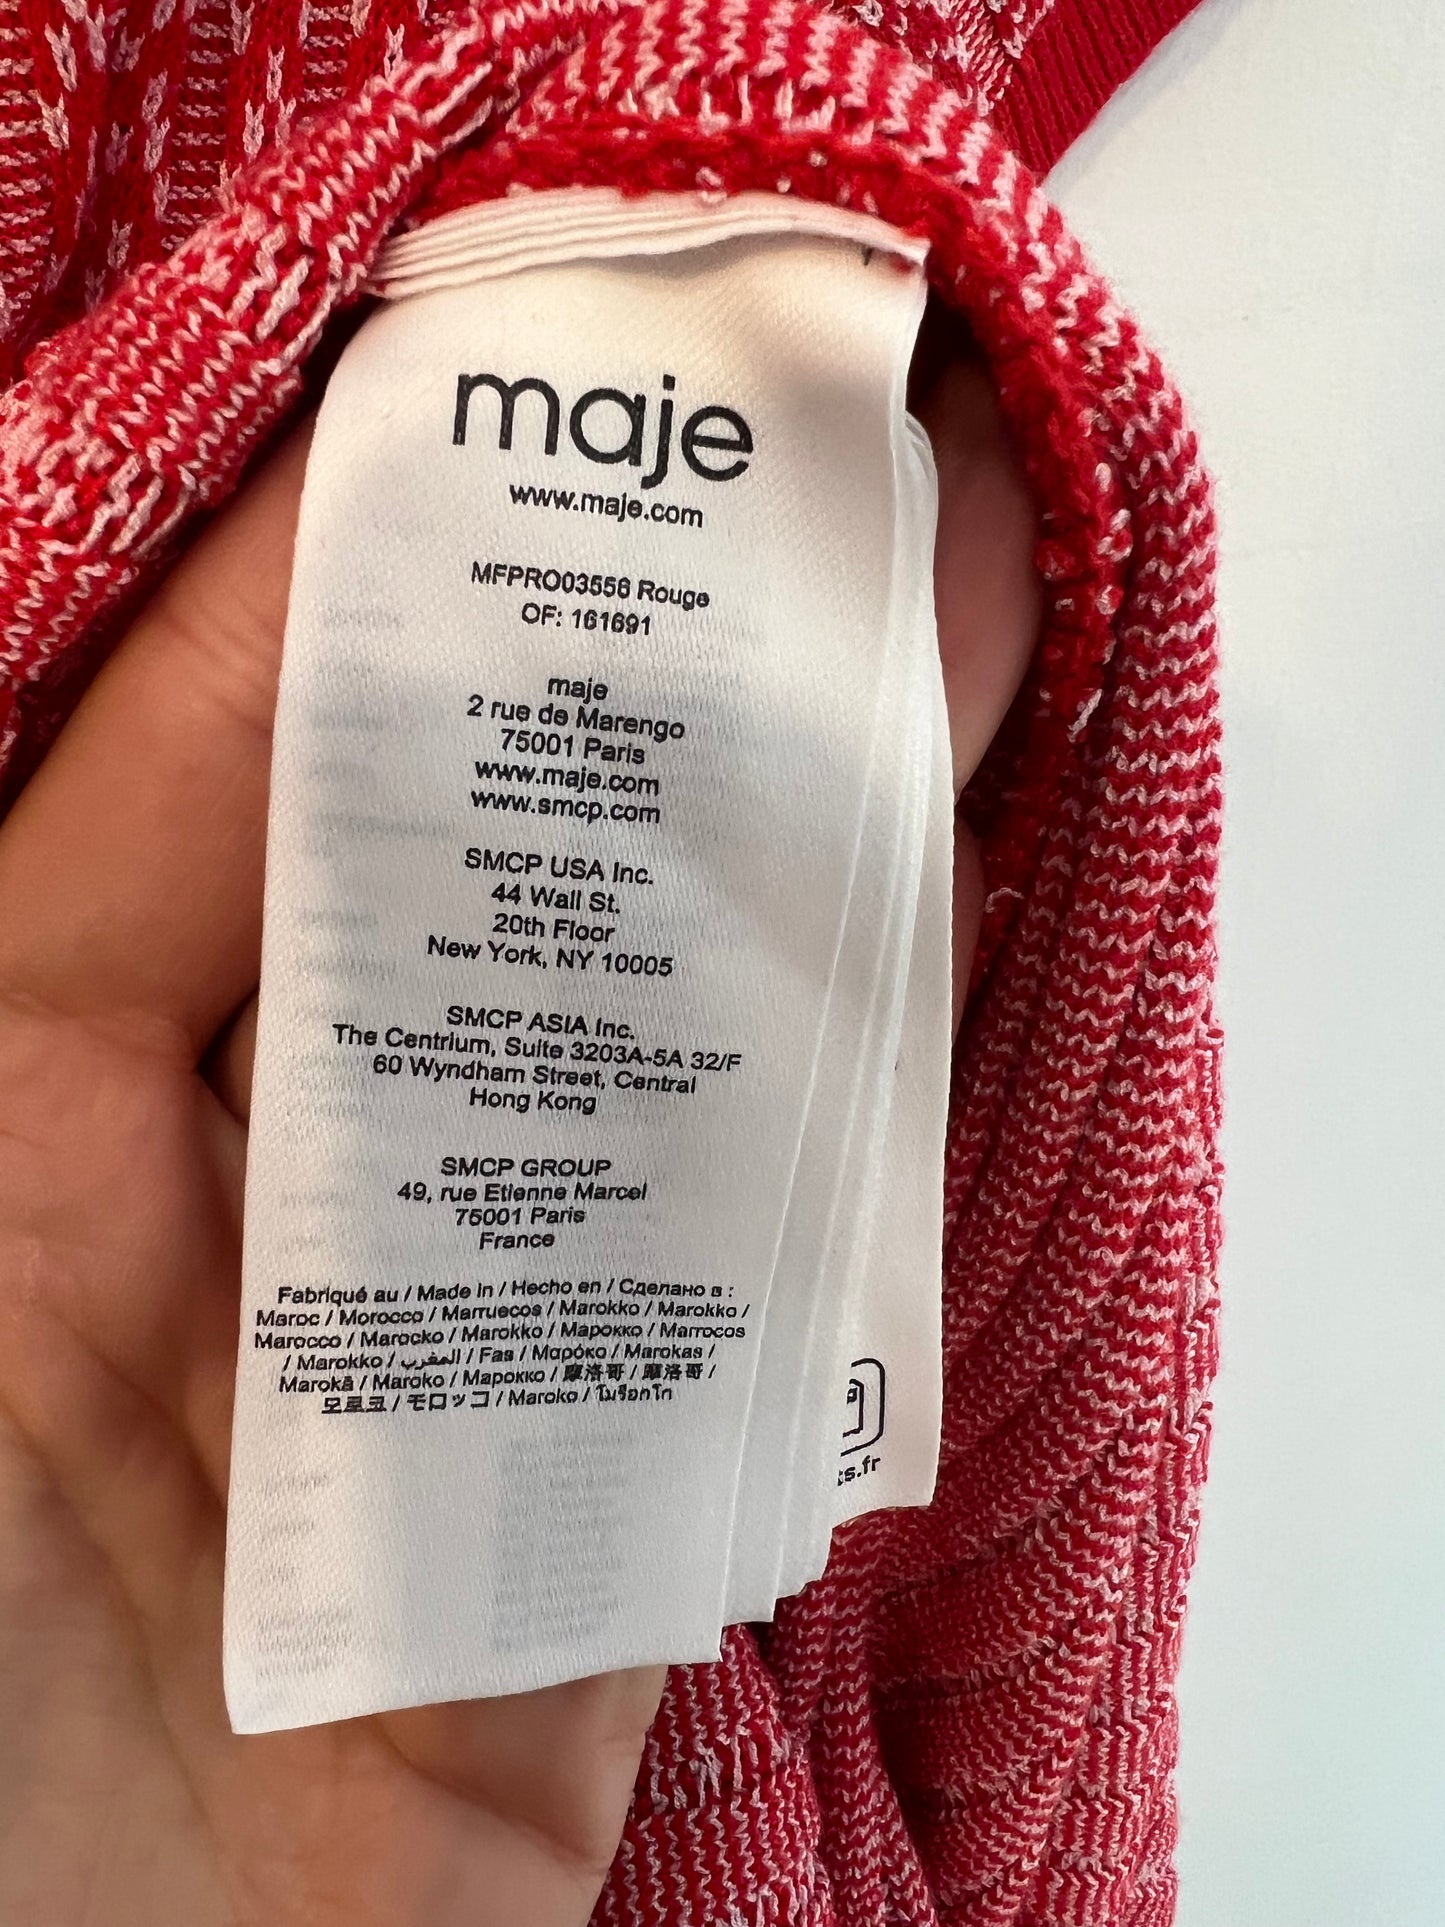 maje
www.maje.com
MFPRO03556 Rouge
OF: 161691
maje
2 rue de Marengo
75001 Paris
www.maje.com
www.smcp.com
SMCP USA Inc.
44 Wall St.
20th Floor
New York, NY 10005
SMCP ASIA Inc.
The Centrium, Suite 3203A-5A 32/F
60 Wyndham Street, Central
Hong Kong
SMCP GROUP
49, rue Etienne Marcel
75001 Paris
France
Fabriqué au / Made in / Hecho en / Сделано в :
Maroc / Morocco / Marruecos / Marokko / Marokko /
Marocco / Marocko / Marokko / Марокко / Marrocos
/ Marokko / المغرب / Fas / Μαρόκο / Marokas /
Marokā / Maroko / Марокко / 摩洛哥 / 摩洛哥 /
모로코 / モロッコ / Maroko / โมร็อกโก
ts.fr